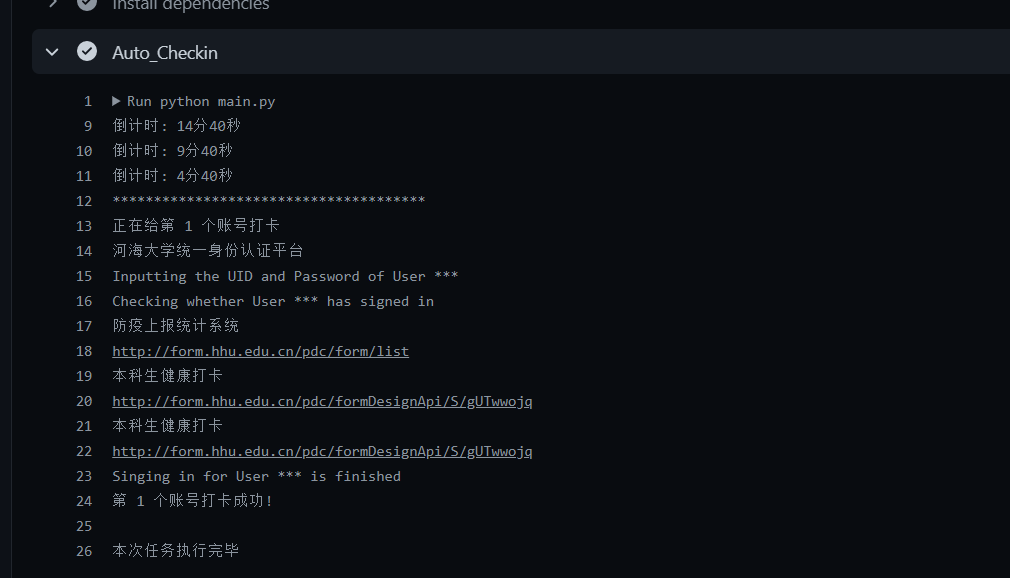 Install dependencies
Auto_Checkin
1 Run python main.py
9 倒计时: 14分40秒
10 倒计时: 9分40秒
11 倒计时: 4分40秒
12 **************************************
13 正在给第 1 个账号打卡
14 河海大学统一身份认证平台
15 Inputting the UID and Password of User ***
16 Checking whether User *** has signed in
17 防疫上报统计系统
18 http://form.hhu.edu.cn/pdc/form/list
19 本科生健康打卡
20 http://form.hhu.edu.cn/pdc/formDesignApi/S/gUTwwojq
21 本科生健康打卡
22 http://form.hhu.edu.cn/pdc/formDesignApi/S/gUTwwojq
23 Singing in for User *** is finished
24 第 1 个账号打卡成功!
25
26 本次任务执行完毕